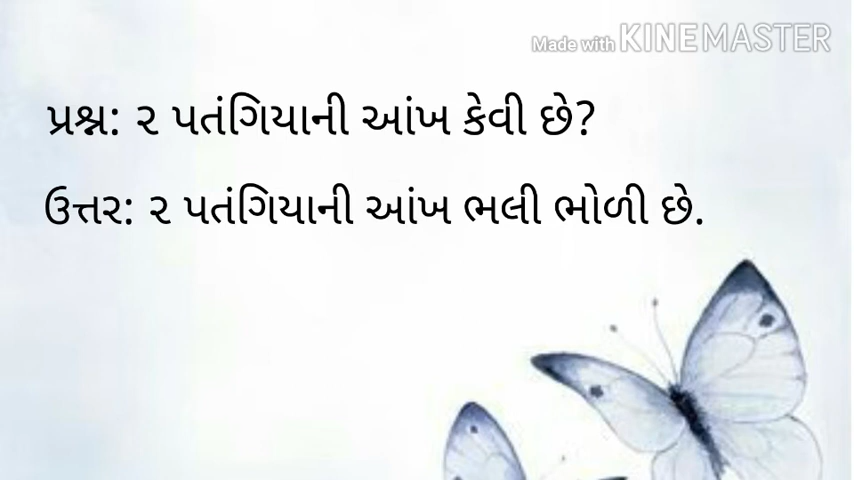 Made with KINEMASTER
પ્રશ્ન: ૨ પતંગિયાની આંખ કેવી છે?
ઉત્તર: ૨ પતંગિયાની આંખ ભલી ભોળી છે.